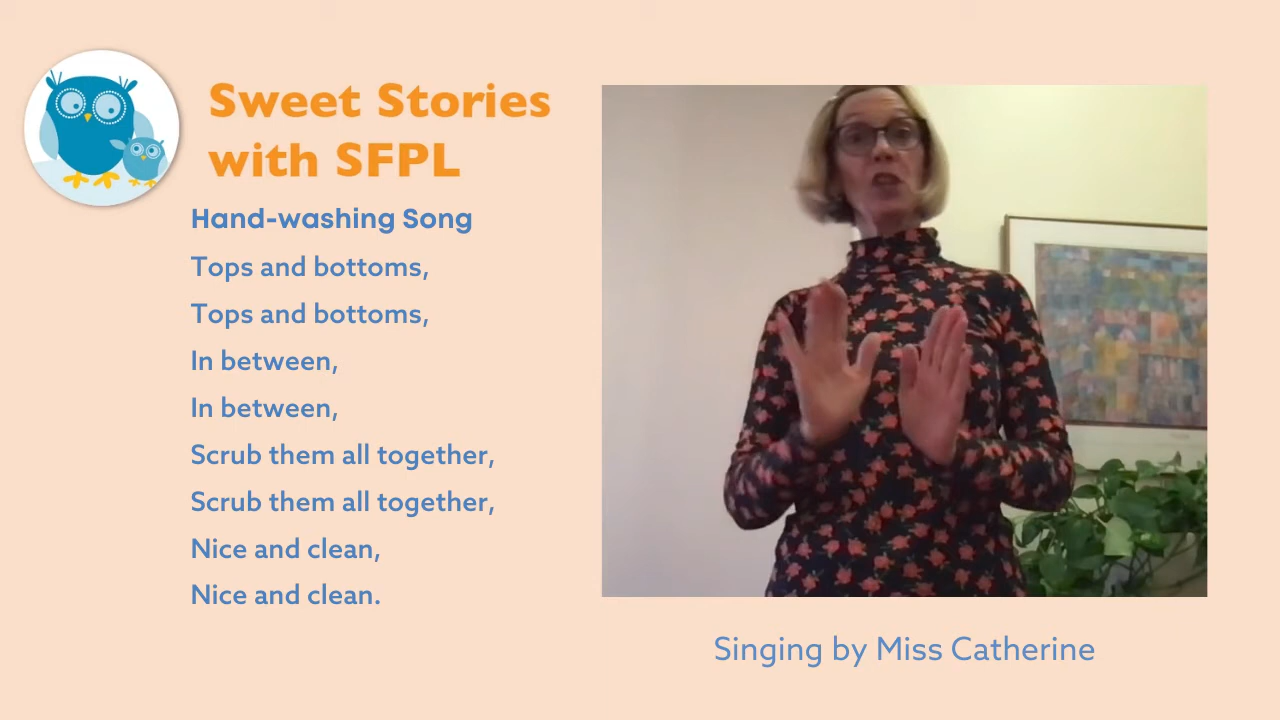 Sweet Stories
with SFPL
Hand-washing Song
Tops and bottoms,
Tops and bottoms,
In between,
In between,
Scrub them all together,
Scrub them all together,
Nice and clean,
Nice and clean.
Singing by Miss Catherine